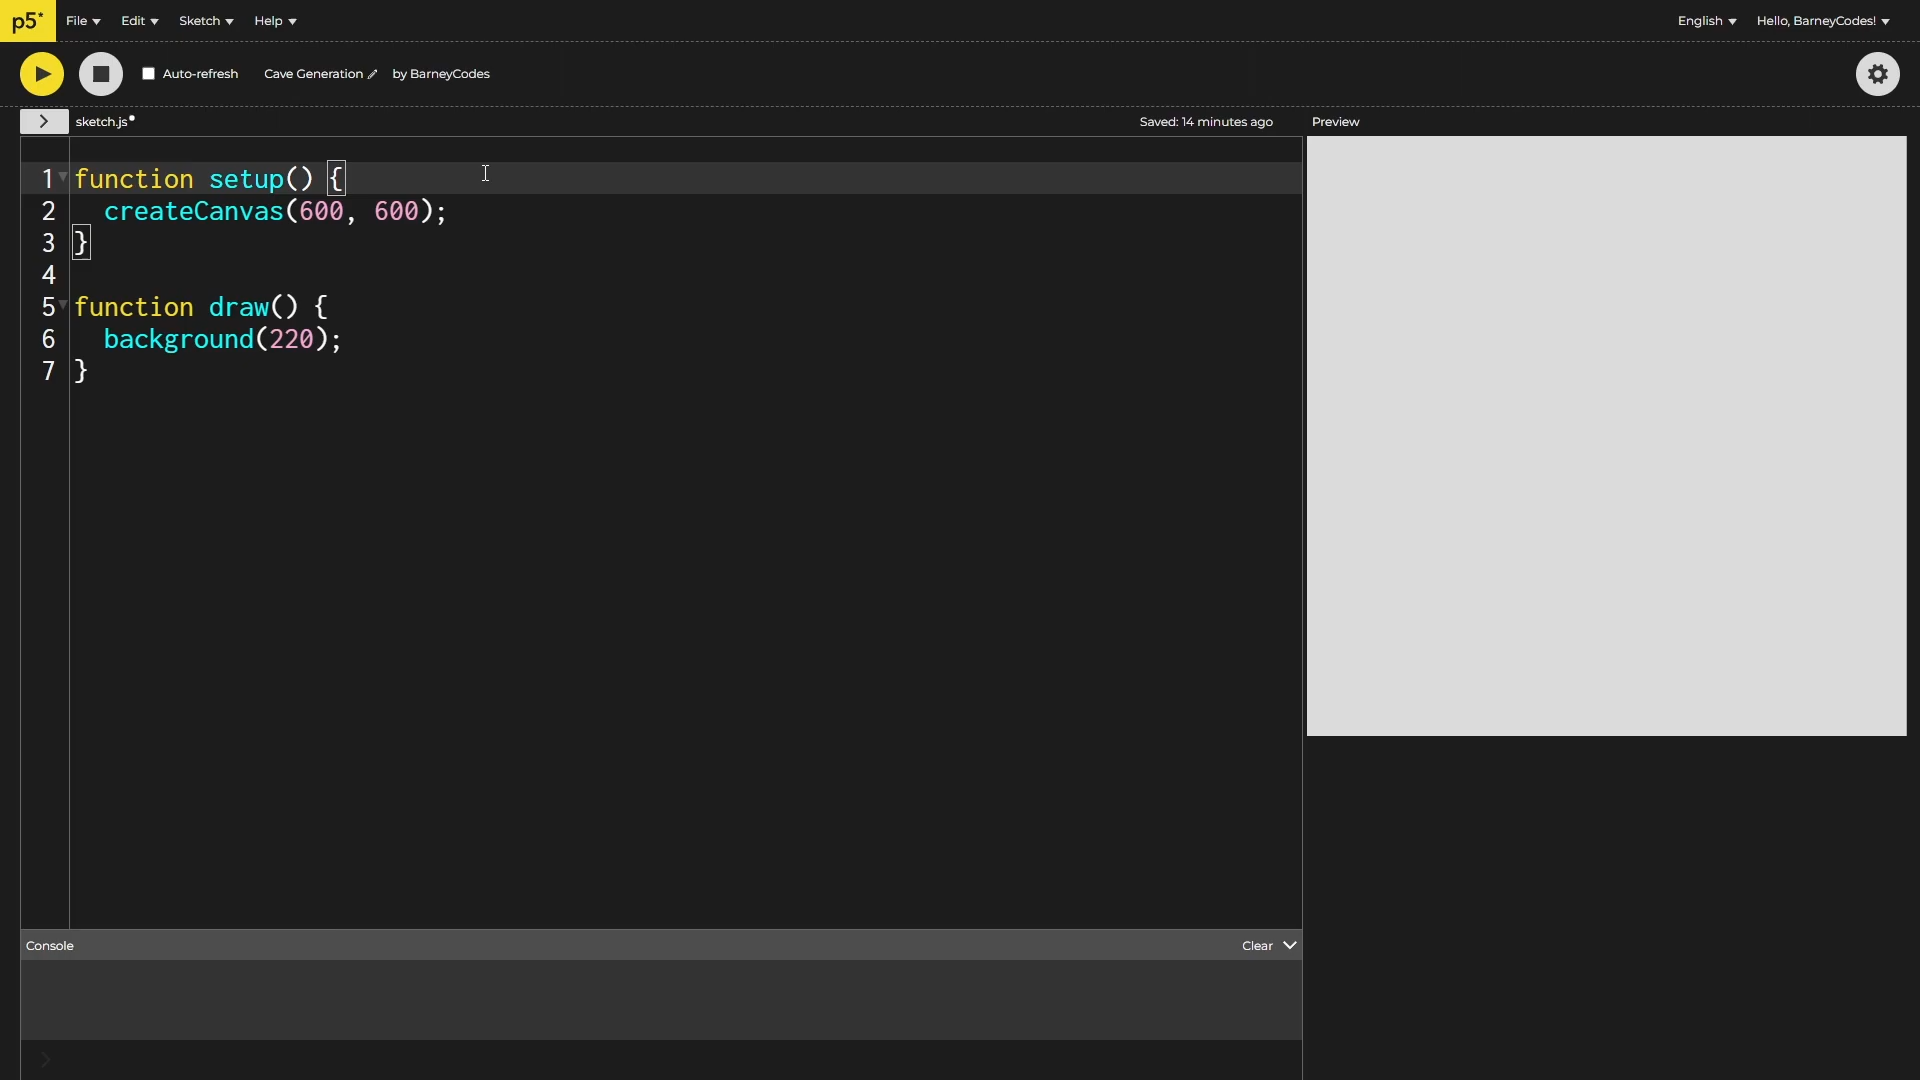 p5* File Edit Sketch Help English Hello, BarneyCodes!
Auto-refresh Cave Generation by BarneyCodes
> sketch.js Saved: 14 minutes ago Preview
1 function setup() {
2 createCanvas(600, 600);
3 }
4
5 function draw() {
6 background(220);
7 }
Console Clear
>